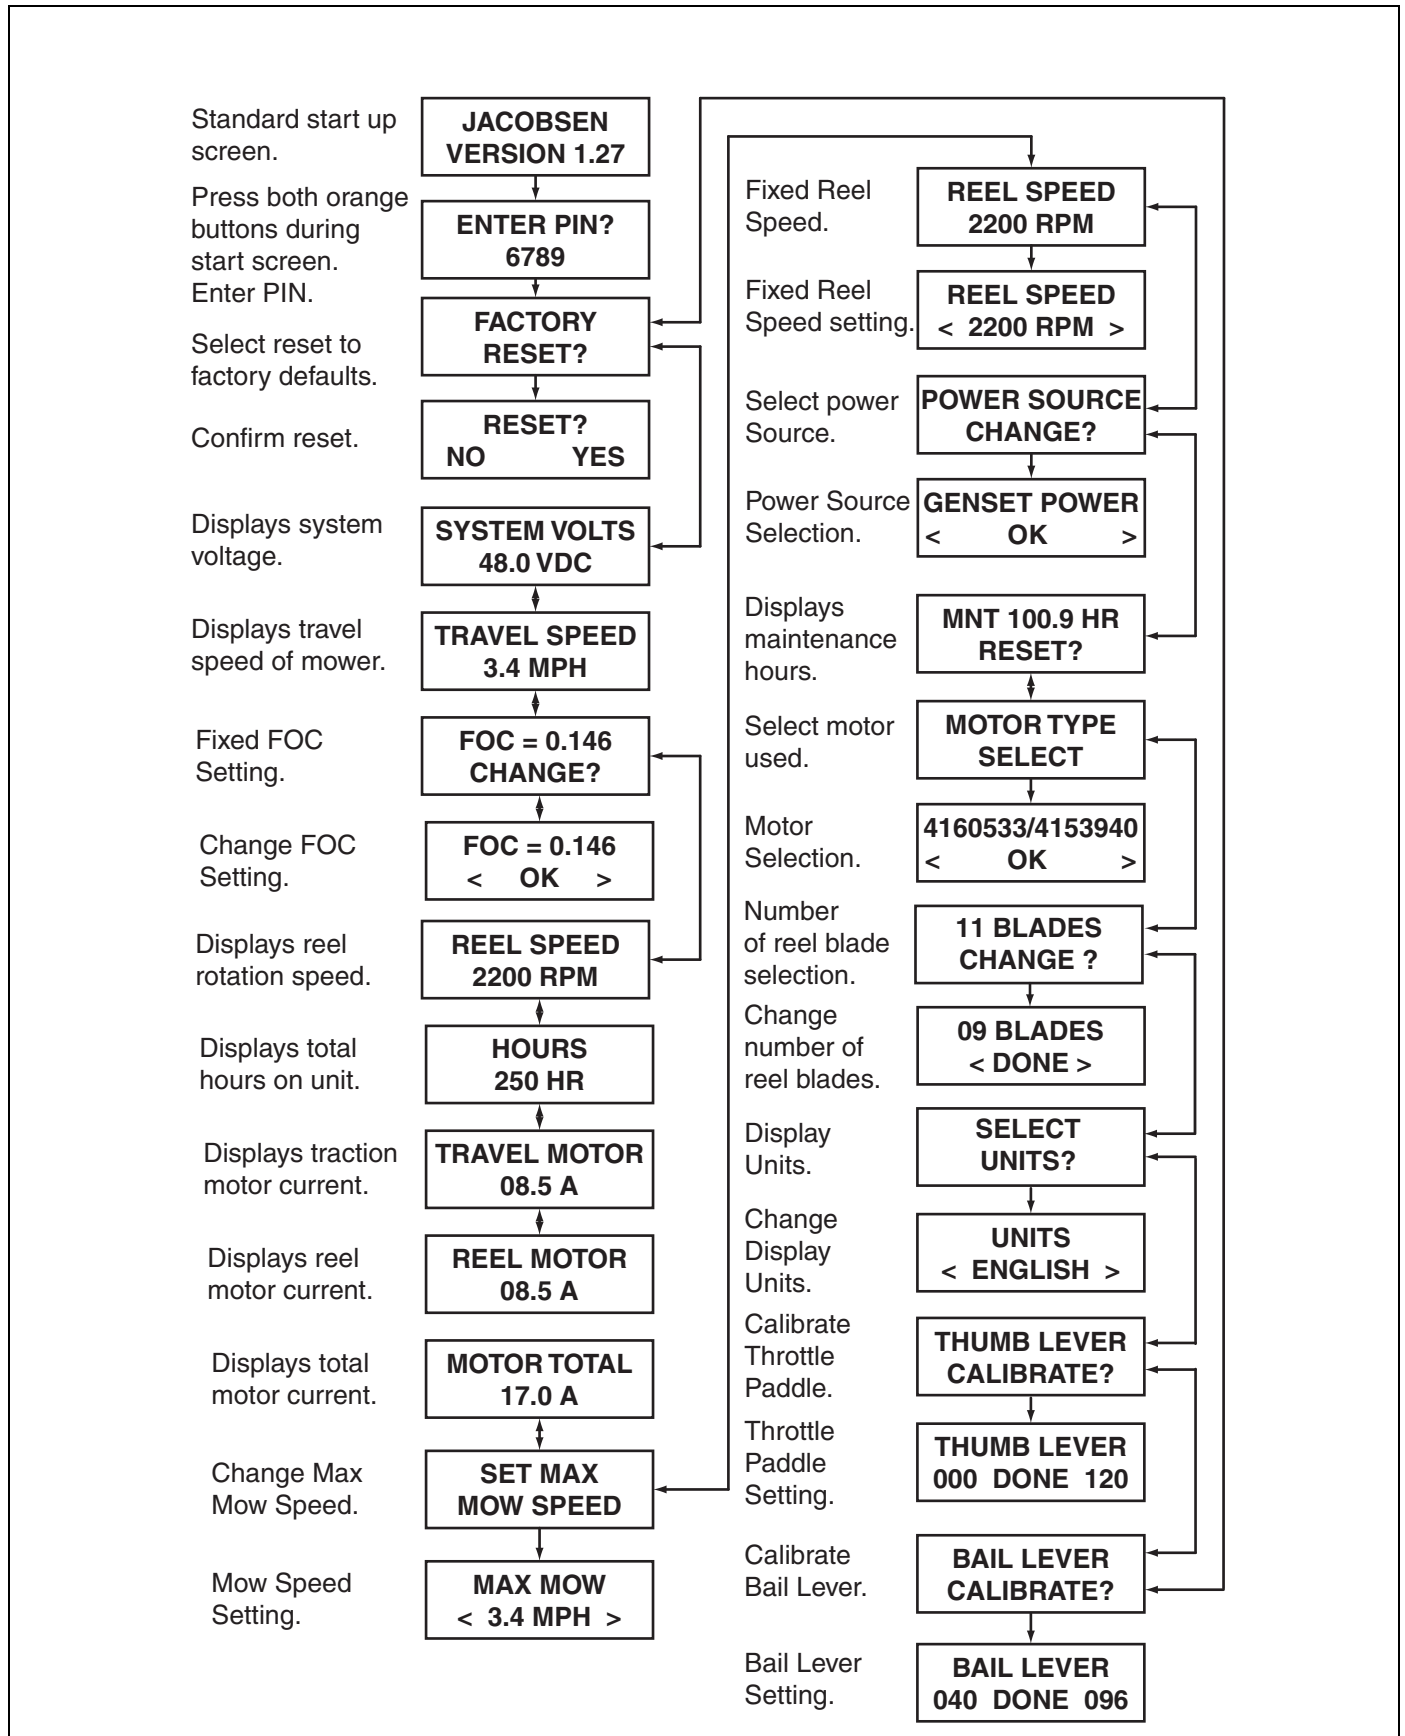 Standard start up
screen.
JACOBSEN
VERSION 1.27
Press both orange
buttons during
start screen.
Enter PIN.
ENTER PIN?
6789
Select reset to
factory defaults.
FACTORY
RESET?
Confirm reset.
RESET?
NO YES
Displays system
voltage.
SYSTEM VOLTS
48.0 VDC
Displays travel
speed of mower.
TRAVEL SPEED
3.4 MPH
Fixed FOC
Setting.
FOC = 0.146
CHANGE?
Change FOC
Setting.
FOC = 0.146
< OK >
Displays reel
rotation speed.
REEL SPEED
2200 RPM
Displays total
hours on unit.
HOURS
250 HR
Displays traction
motor current.
TRAVEL MOTOR
08.5 A
Displays reel
motor current.
REEL MOTOR
08.5 A
Displays total
motor current.
MOTOR TOTAL
17.0 A
Change Max
Mow Speed.
SET MAX
MOW SPEED
Mow Speed
Setting.
MAX MOW
< 3.4 MPH >
Fixed Reel
Speed.
REEL SPEED
2200 RPM
Fixed Reel
Speed setting.
REEL SPEED
< 2200 RPM >
Select power
Source.
POWER SOURCE
CHANGE?
Power Source
Selection.
GENSET POWER
< OK >
Displays
maintenance
hours.
MNT 100.9 HR
RESET?
Select motor
used.
MOTOR TYPE
SELECT
Motor
Selection.
4160533/4153940
< OK >
Number
of reel blade
selection.
11 BLADES
CHANGE ?
Change
number of
reel blades.
09 BLADES
< DONE >
Display
Units.
SELECT
UNITS?
Change
Display
Units.
UNITS
< ENGLISH >
Calibrate
Throttle
Paddle.
THUMB LEVER
CALIBRATE?
Throttle
Paddle
Setting.
THUMB LEVER
000 DONE 120
Calibrate
Bail Lever.
BAIL LEVER
CALIBRATE?
Bail Lever
Setting.
BAIL LEVER
040 DONE 096